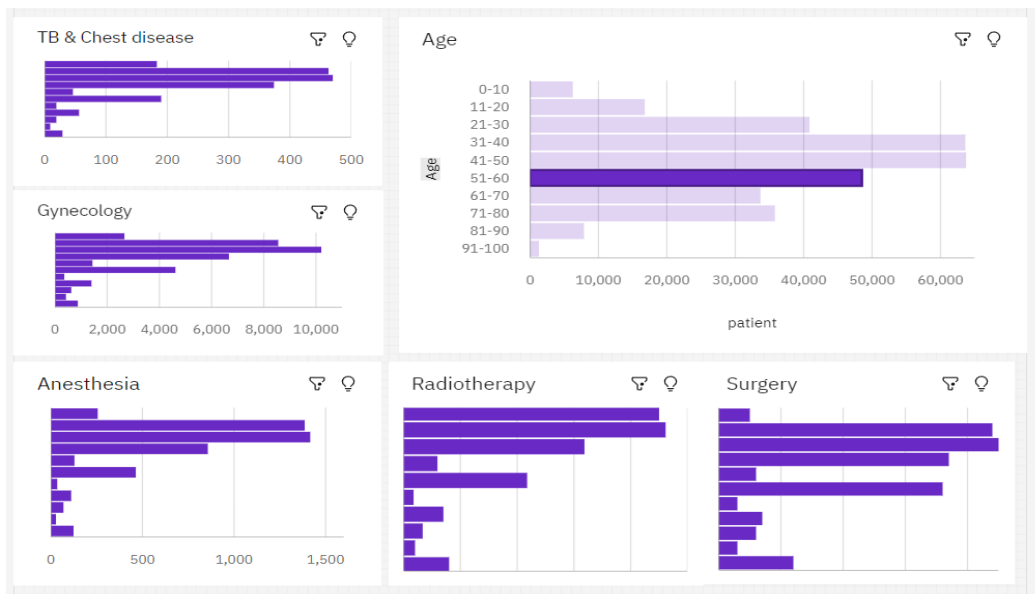 TB & Chest disease
0 100 200 300 400 500
Gynecology
0 2,000 4,000 6,000 8,000 10,000
Age
Age
0-10
11-20
21-30
31-40
41-50
51-60
61-70
71-80
81-90
91-100
0 10,000 20,000 30,000 40,000 50,000 60,000
patient
Anesthesia
0 500 1,000 1,500
Radiotherapy
Surgery